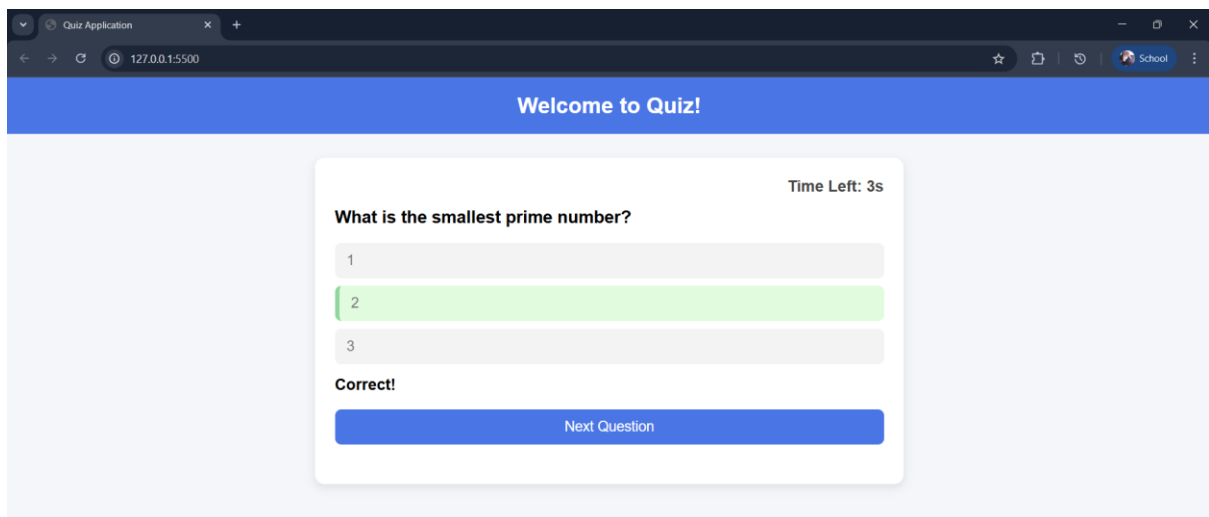 Quiz Application
127.0.0.1:5500
School
Welcome to Quiz!
Time Left: 3s
What is the smallest prime number?
1
2
3
Correct!
Next Question